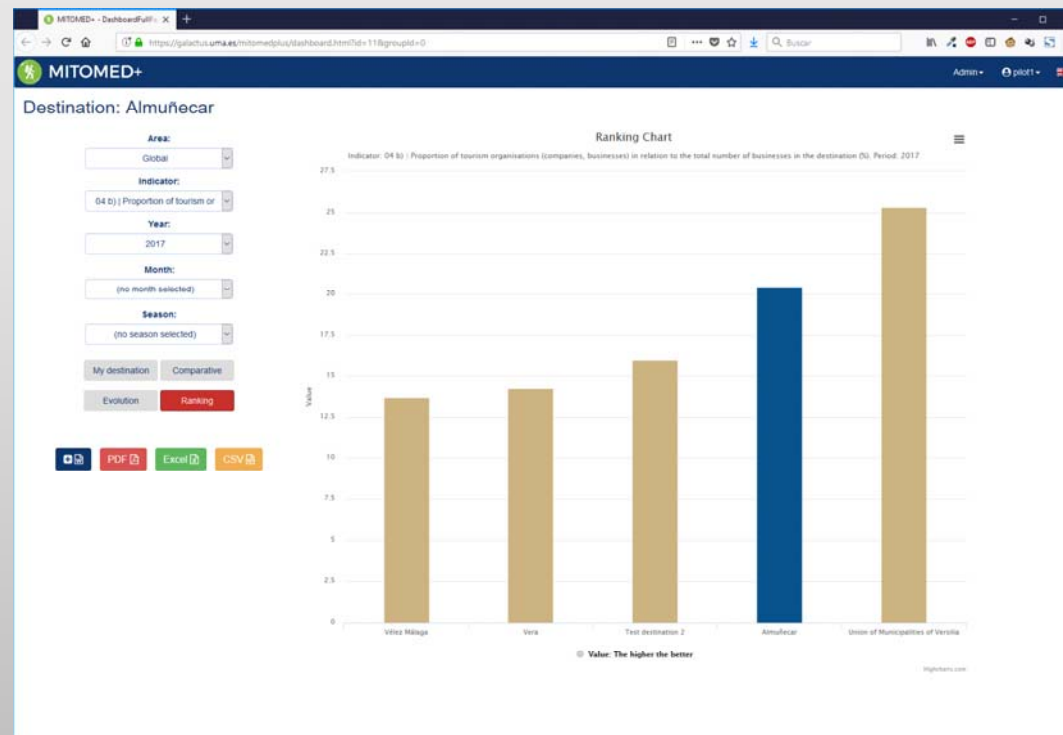 MITOMED+ - DashboardFullFu
https://galactus.uma.es/mitomedplus/dashboard.html?id=11&groupId=0
Buscar
MITOMED+
Admin
pilot1
Destination: Almuñecar
Area:
Global
Indicator:
04 b) | Proportion of tourism or
Year:
2017
Month:
(no month selected)
Season:
(no season selected)
My destination Comparative
Evolution Ranking
PDF Excel CSV
Ranking Chart
Indicator: 04 b) | Proportion of tourism organisations (companies, businesses) in relation to the total number of businesses in the destination (%). Period: 2017
27.5
25
22.5
20
17.5
15
12.5
10
7.5
5
2.5
0
Value
Vélez Málaga Vera Test destination 2 Almuñecar Union of Municipalities of Versilia
Value: The higher the better
Highcharts.com